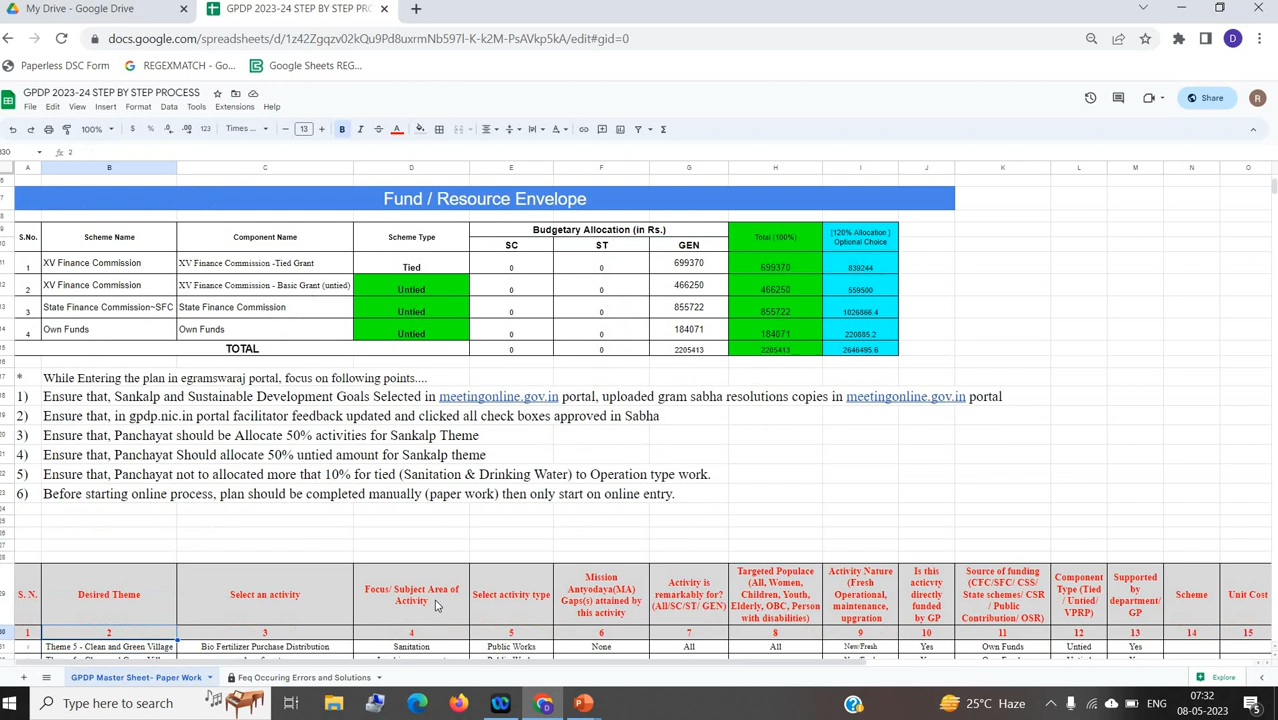 My Drive - Google Drive
GPDP 2023-24 STEP BY STEP PROC
docs.google.com/spreadsheets/d/1z42Zgqzv02kQu9Pd8uxrmNb597l-K-k2M-PsAVkp5kA/edit#gid=0
D
Paperless DSC Form
REGEXMATCH - Go...
Google Sheets REG...
GPDP 2023-24 STEP BY STEP PROCESS
File Edit View Insert Format Data Tools Extensions Help
Share
R
100% $ % .0 .00 123 Times ... 13 B I A
B30 fx 2
A B C D E F G H I J K L M N O
Fund / Resource Envelope
S.No. Scheme Name Component Name Scheme Type Budgetary Allocation (in Rs.) Total (100%) [120% Allocation ] Optional Choice
SC ST GEN
1 XV Finance Commission XV Finance Commission -Tied Grant Tied 0 0 699370 699370 839244
2 XV Finance Commission XV Finance Commission - Basic Grant (untied) Untied 0 0 466250 466250 559500
3 State Finance Commission~SFC State Finance Commission Untied 0 0 855722 855722 1026866.4
4 Own Funds Own Funds Untied 0 0 184071 184071 220885.2
TOTAL 0 0 2205413 2205413 2646495.6
* While Entering the plan in egramswaraj portal, focus on following points....
1) Ensure that, Sankalp and Sustainable Development Goals Selected in meetingonline.gov.in portal, uploaded gram sabha resolutions copies in meetingonline.gov.in portal
2) Ensure that, in gpdp.nic.in portal facilitator feedback updated and clicked all check boxes approved in Sabha
3) Ensure that, Panchayat should be Allocate 50% activities for Sankalp Theme
4) Ensure that, Panchayat Should allocate 50% untied amount for Sankalp theme
5) Ensure that, Panchayat not to allocated more that 10% for tied (Sanitation & Drinking Water) to Operation type work.
6) Before starting online process, plan should be completed manually (paper work) then only start on online entry.
S. N. Desired Theme Select an activity Focus/ Subject Area of Activity Select activity type Mission Antyodaya(MA) Gaps(s) attained by this activity Activity is remarkably for? (All/SC/ST/ GEN) Targeted Populace (All, Women, Children, Youth, Elderly, OBC, Person with disabilities) Activity Nature (Fresh Operational, maintenance, upgration Is this acticvty directly funded by GP Source of funding (CFC/SFC/ CSS/ State schemes/ CSR / Public Contribution/ OSR) Component Type (Tied / Untied/ VPRP) Supported by department/ GP Scheme Unit Cost
1 2 3 4 5 6 7 8 9 10 11 12 13 14 15
Theme 5 - Clean and Green Village Bio Fertilizer Purchase Distribution Sanitation Public Works None All All New/Fresh Yes Own Funds Untied Yes
GPDP Master Sheet- Paper Work
Feq Occuring Errors and Solutions
Explore
Type here to search
25°C Haze
ENG
07:32
08-05-2023
5